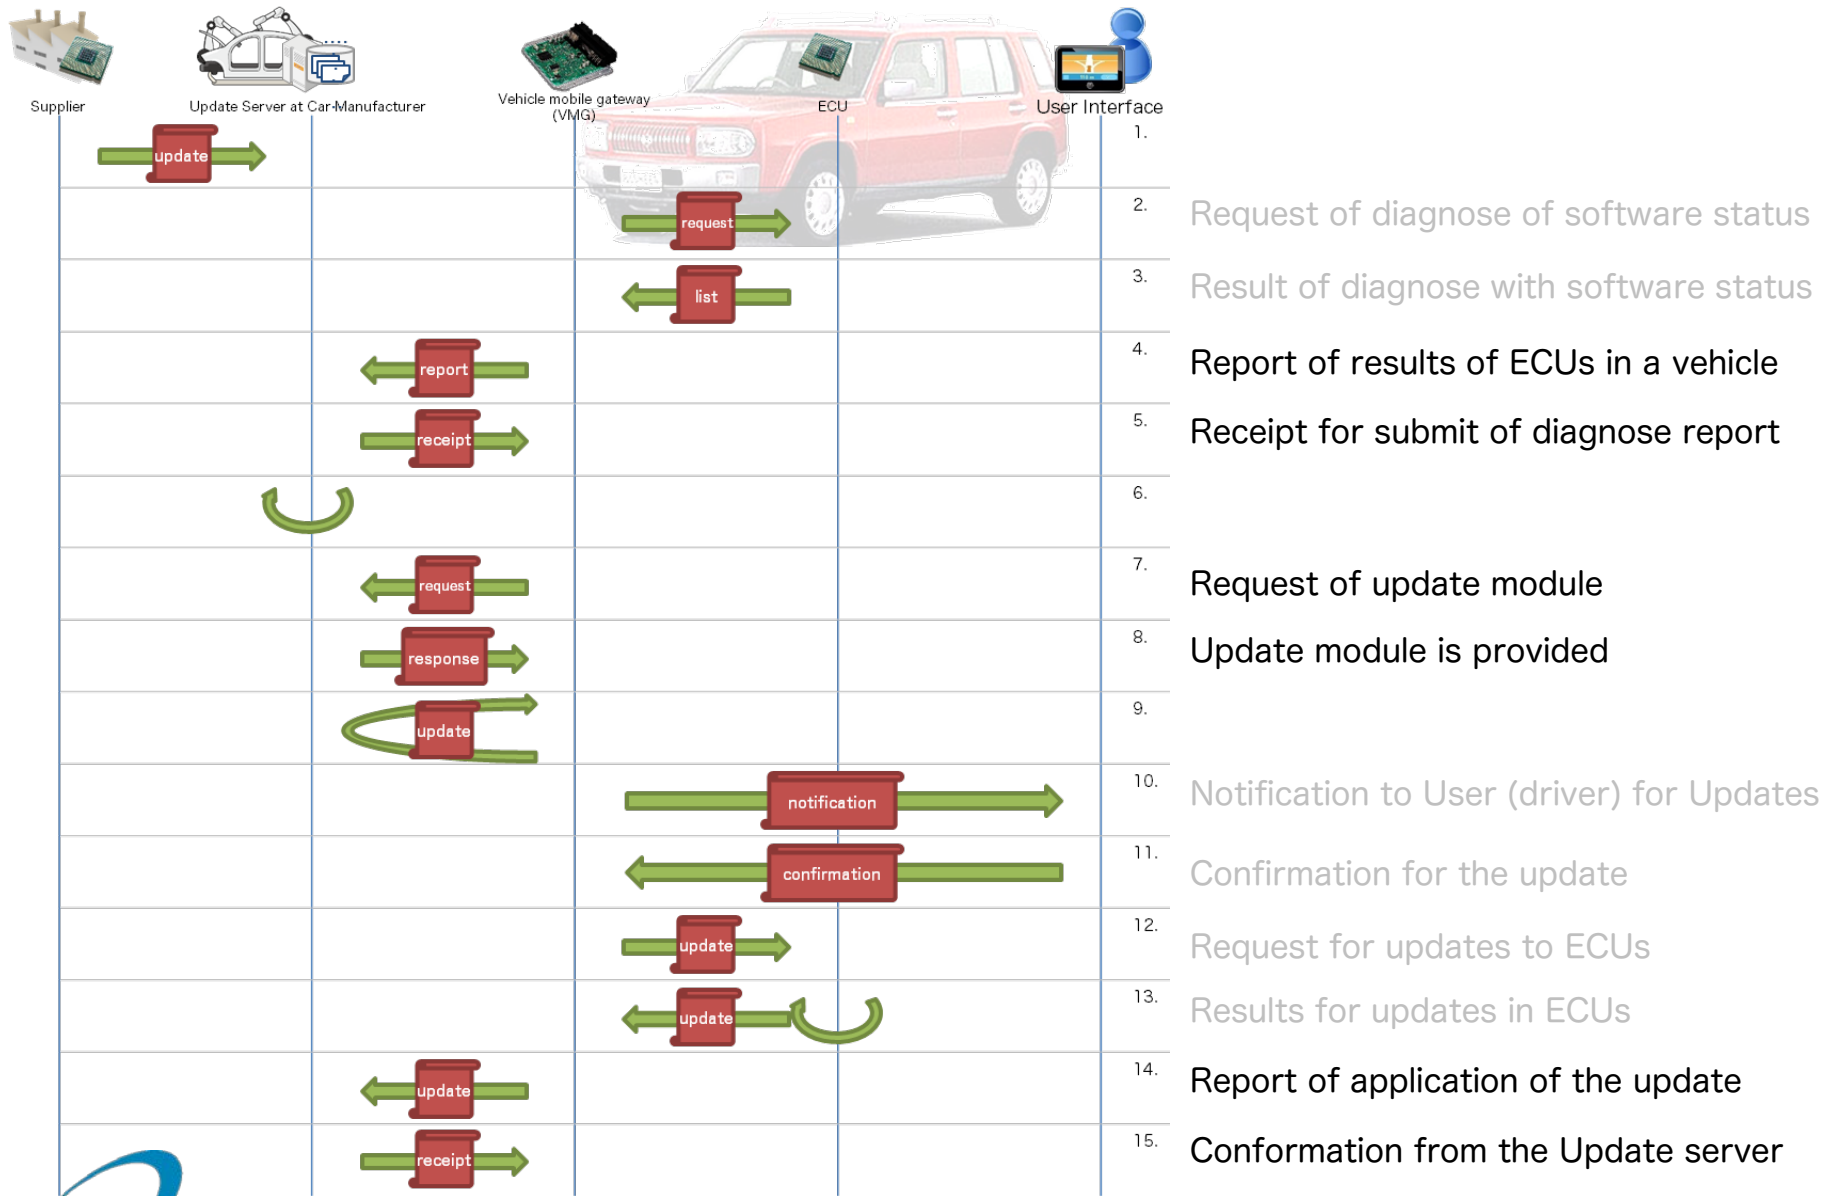 Supplier
Update Server at Car-Manufacturer
Vehicle mobile gateway
(VMG)
ECU
User Interface
1.
update
2.
request
Request of diagnose of software status
3.
list
Result of diagnose with software status
4.
report
Report of results of ECUs in a vehicle
5.
receipt
Receipt for submit of diagnose report
6.
7.
request
Request of update module
8.
response
Update module is provided
9.
update
10.
notification
Notification to User (driver) for Updates
11.
confirmation
Confirmation for the update
12.
update
Request for updates to ECUs
13.
update
Results for updates in ECUs
14.
update
Report of application of the update
15.
receipt
Conformation from the Update server